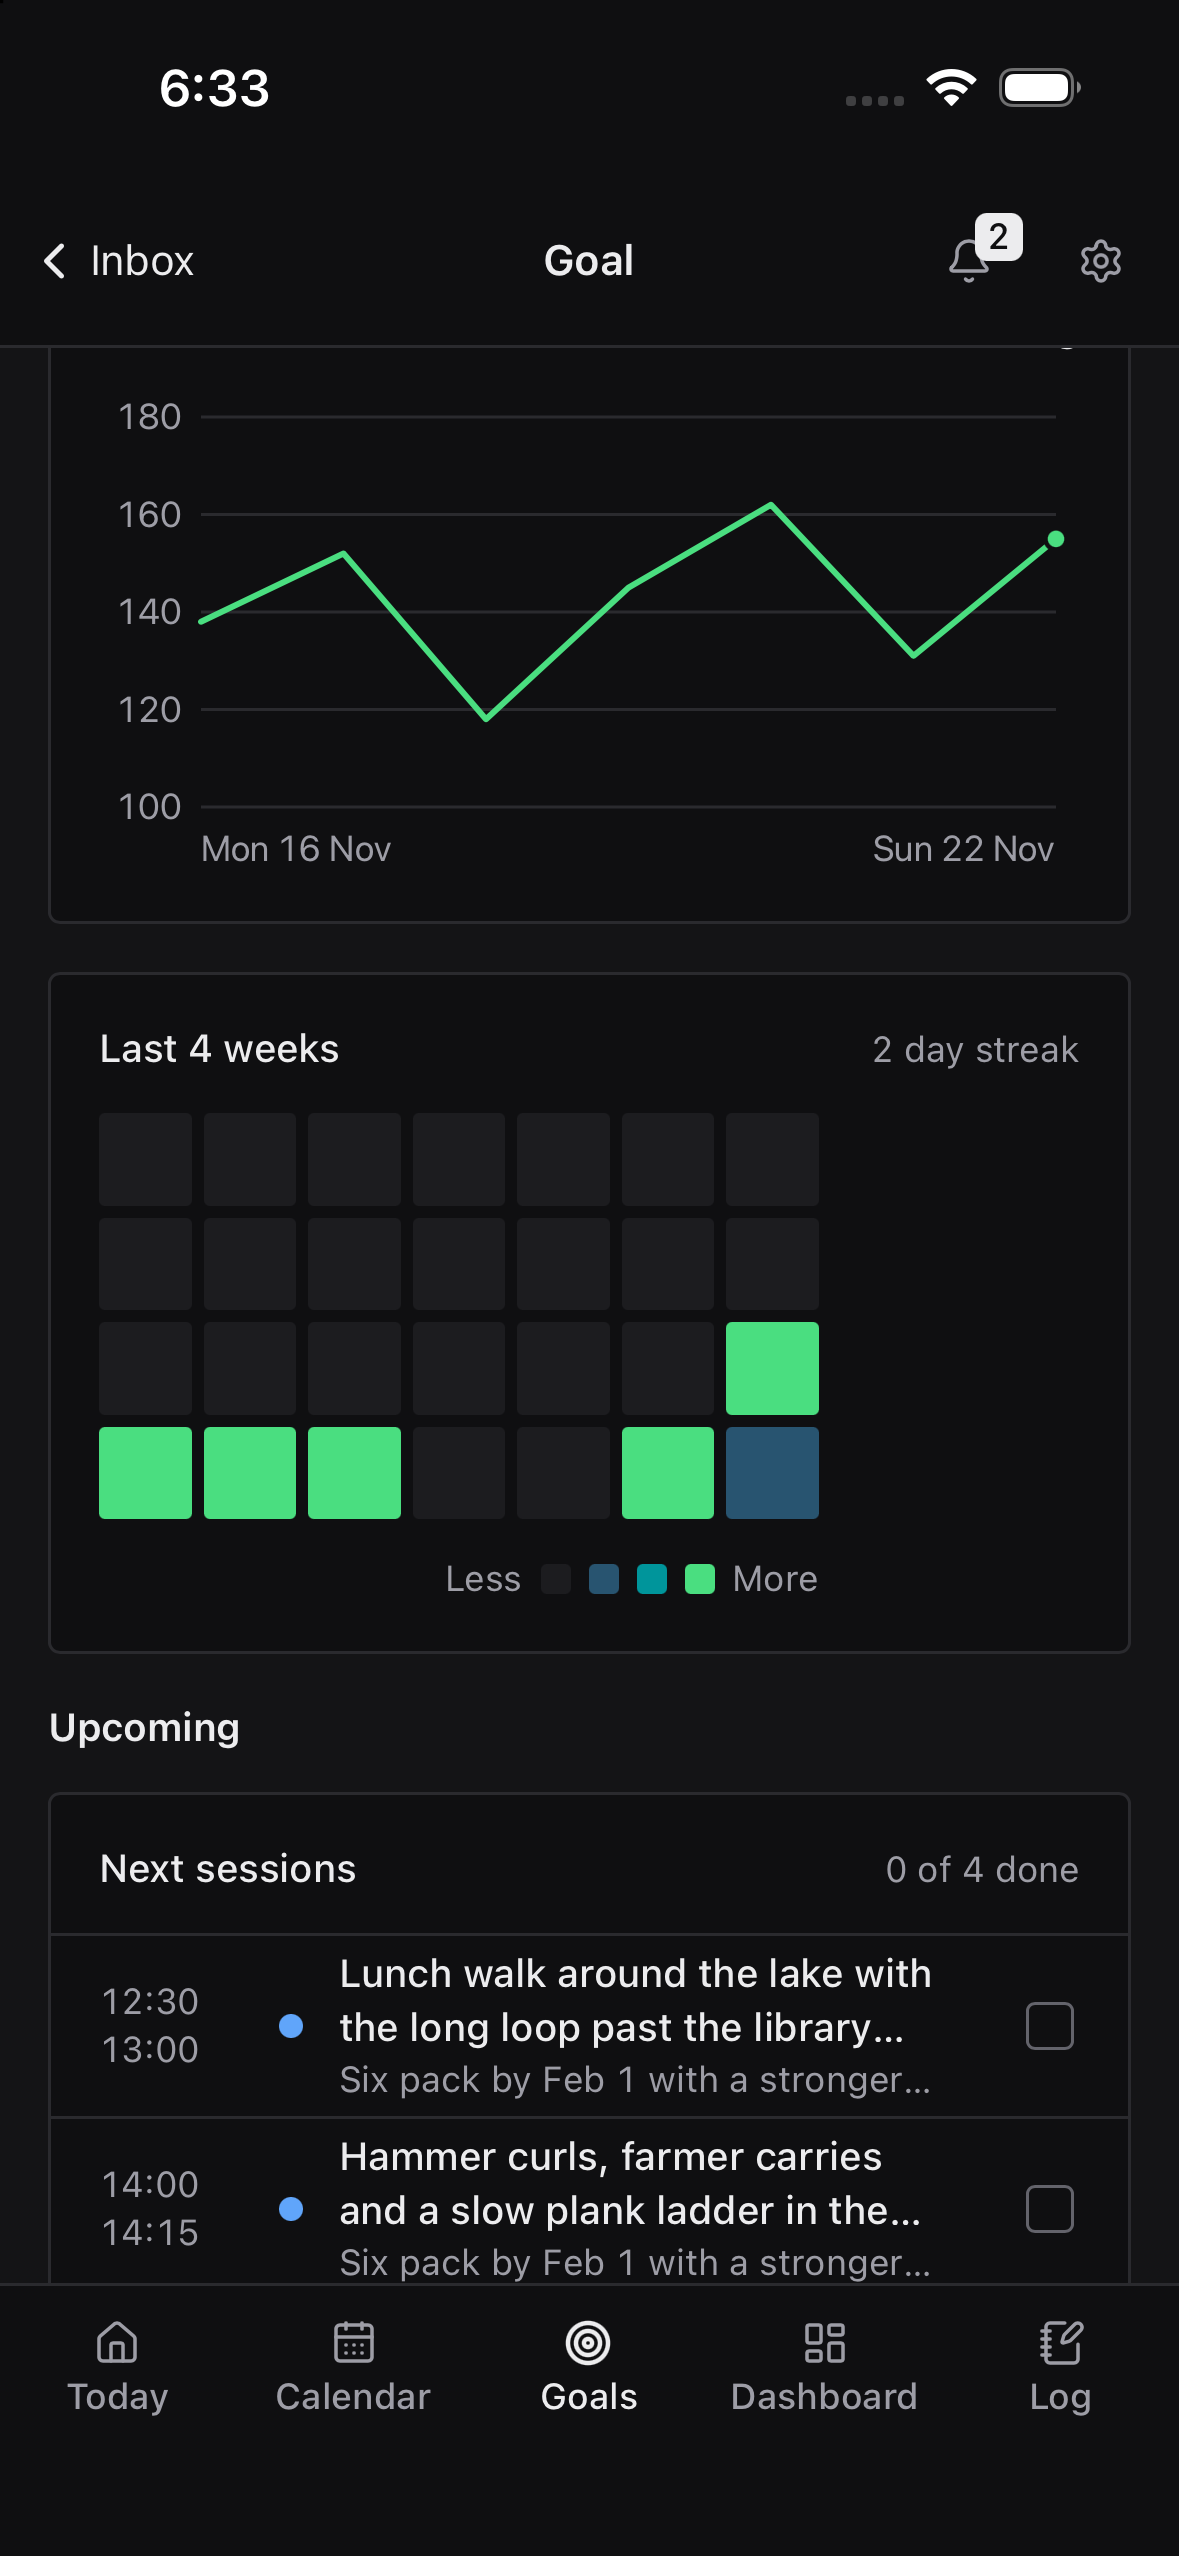 6:33
Inbox
Goal
2
180
160
140
120
100
Mon 16 Nov
Sun 22 Nov
Last 4 weeks
2 day streak
Less
More
Upcoming
Next sessions
0 of 4 done
12:30
13:00
Lunch walk around the lake with
the long loop past the library...
Six pack by Feb 1 with a stronger...
14:00
14:15
Hammer curls, farmer carries
and a slow plank ladder in the...
Six pack by Feb 1 with a stronger...
Today
Calendar
Goals
Dashboard
Log